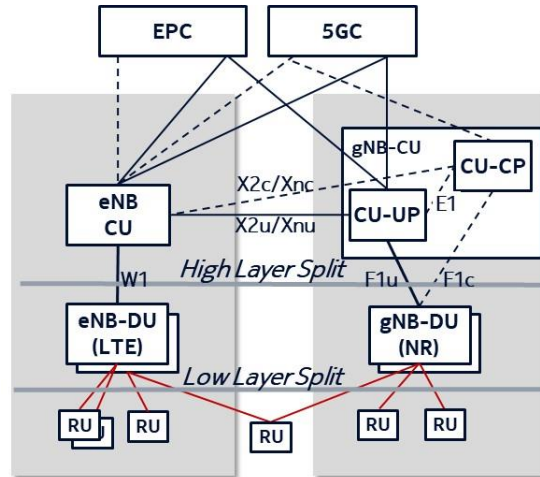 EPC
5GC
gNB-CU
CU-CP
X2c/Xnc
E1
eNB
CU
CU-UP
X2u/Xnu
W1
High Layer Split
F1u
F1c
eNB-DU
(LTE)
gNB-DU
(NR)
Low Layer Split
RU
RU
RU
RU
RU